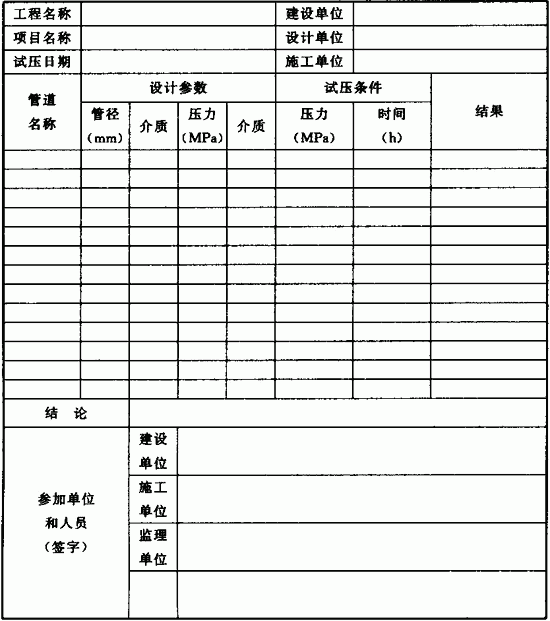 工程名称 建设单位
项目名称 设计单位
试压日期 施工单位
管道
名称
设计参数 试压条件 结果
管径
(mm)
介质
压力
(MPa)
介质
压力
(MPa)
时间
(h)
结 论
参加单位
和人员
(签字)
建设
单位
施工
单位
监理
单位